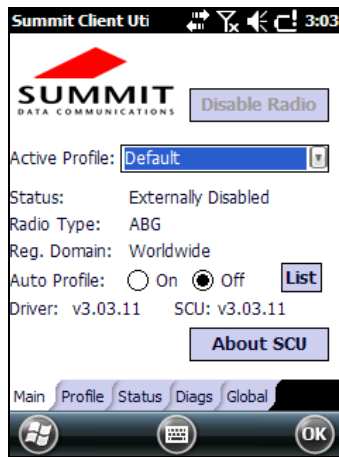 Summit Client Uti 3:03
SUMMIT
DATA COMMUNICATIONS
Disable Radio
Active Profile: Default
Status: Externally Disabled
Radio Type: ABG
Reg. Domain: Worldwide
Auto Profile: On Off List
Driver: v3.03.11 SCU: v3.03.11
About SCU
Main Profile Status Diags Global
OK